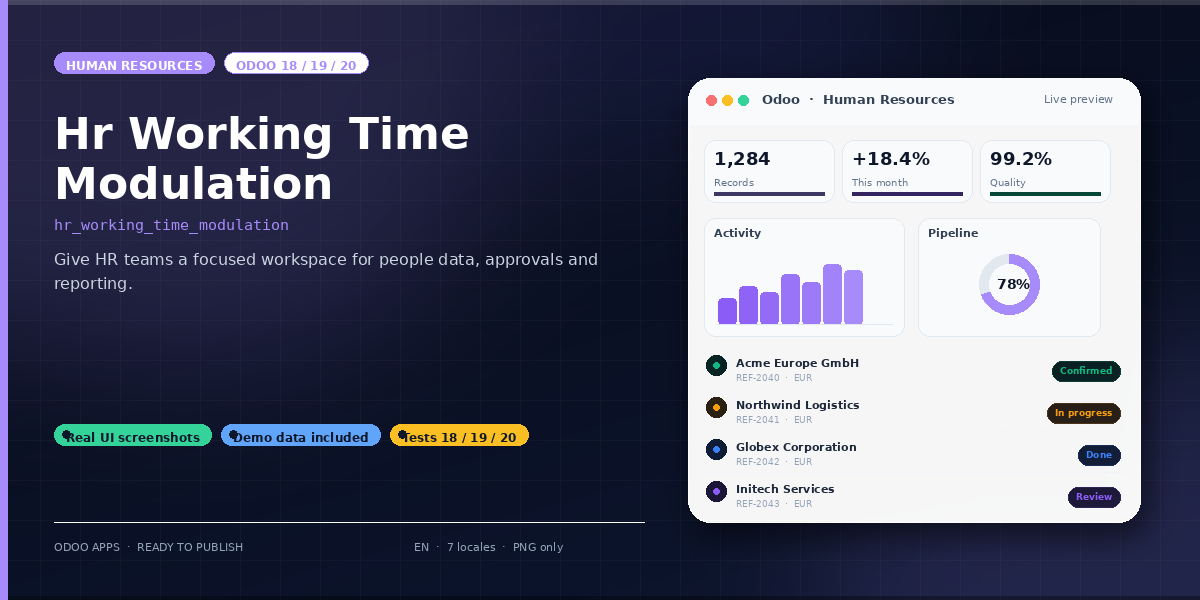 HUMAN RESOURCES
ODOO 18 / 19 / 20
Hr Working Time
Modulation
hr_working_time_modulation
Give HR teams a focused workspace for people data, approvals and
reporting.
Real UI screenshots
Demo data included
Tests 18 / 19 / 20
ODOO APPS · READY TO PUBLISH
EN · 7 locales · PNG only
Odoo · Human Resources
Live preview
1,284
Records
+18.4%
This month
99.2%
Quality
Activity
Pipeline
78%
Acme Europe GmbH
REF-2040 · EUR
Confirmed
Northwind Logistics
REF-2041 · EUR
In progress
Globex Corporation
REF-2042 · EUR
Done
Initech Services
REF-2043 · EUR
Review